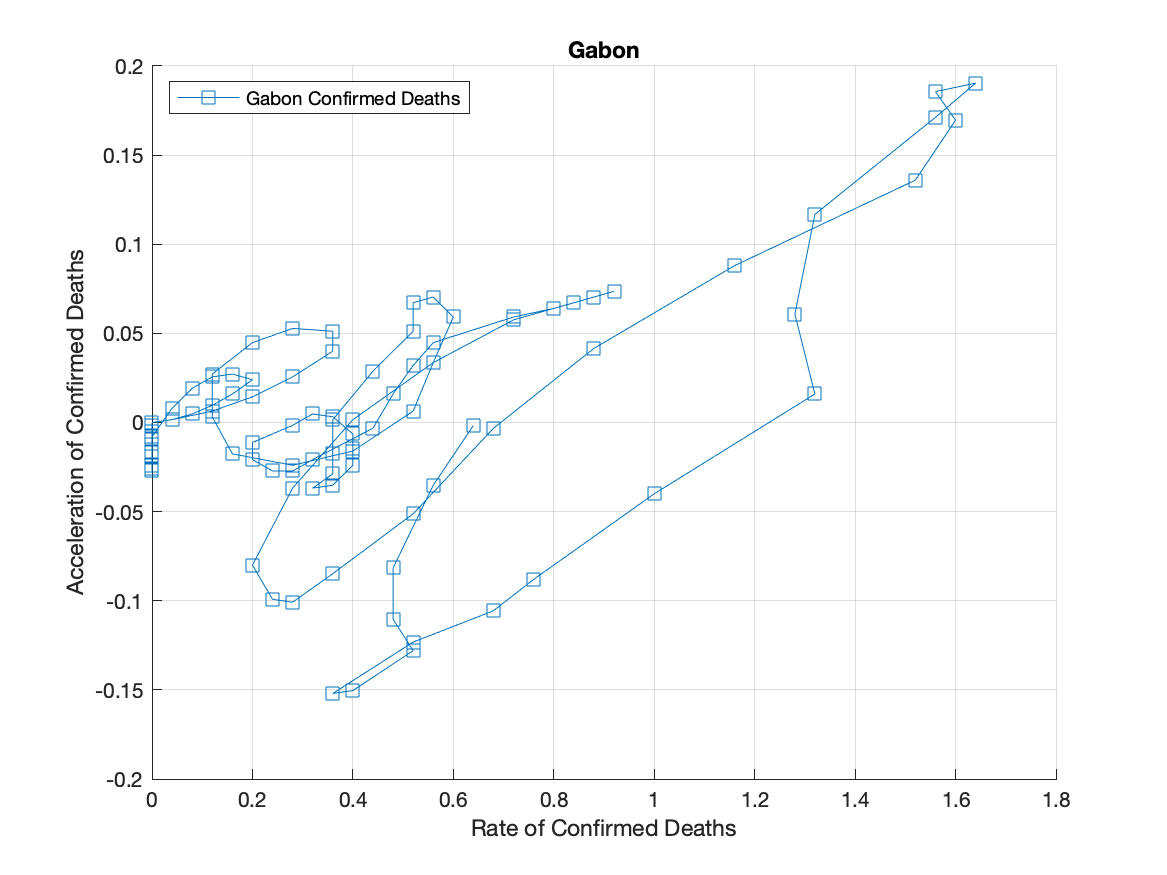 Gabon
Gabon Confirmed Deaths
0.2
0.15
0.1
0.05
0
-0.05
-0.1
-0.15
-0.2
Acceleration of Confirmed Deaths
0 0.2 0.4 0.6 0.8 1 1.2 1.4 1.6 1.8
Rate of Confirmed Deaths